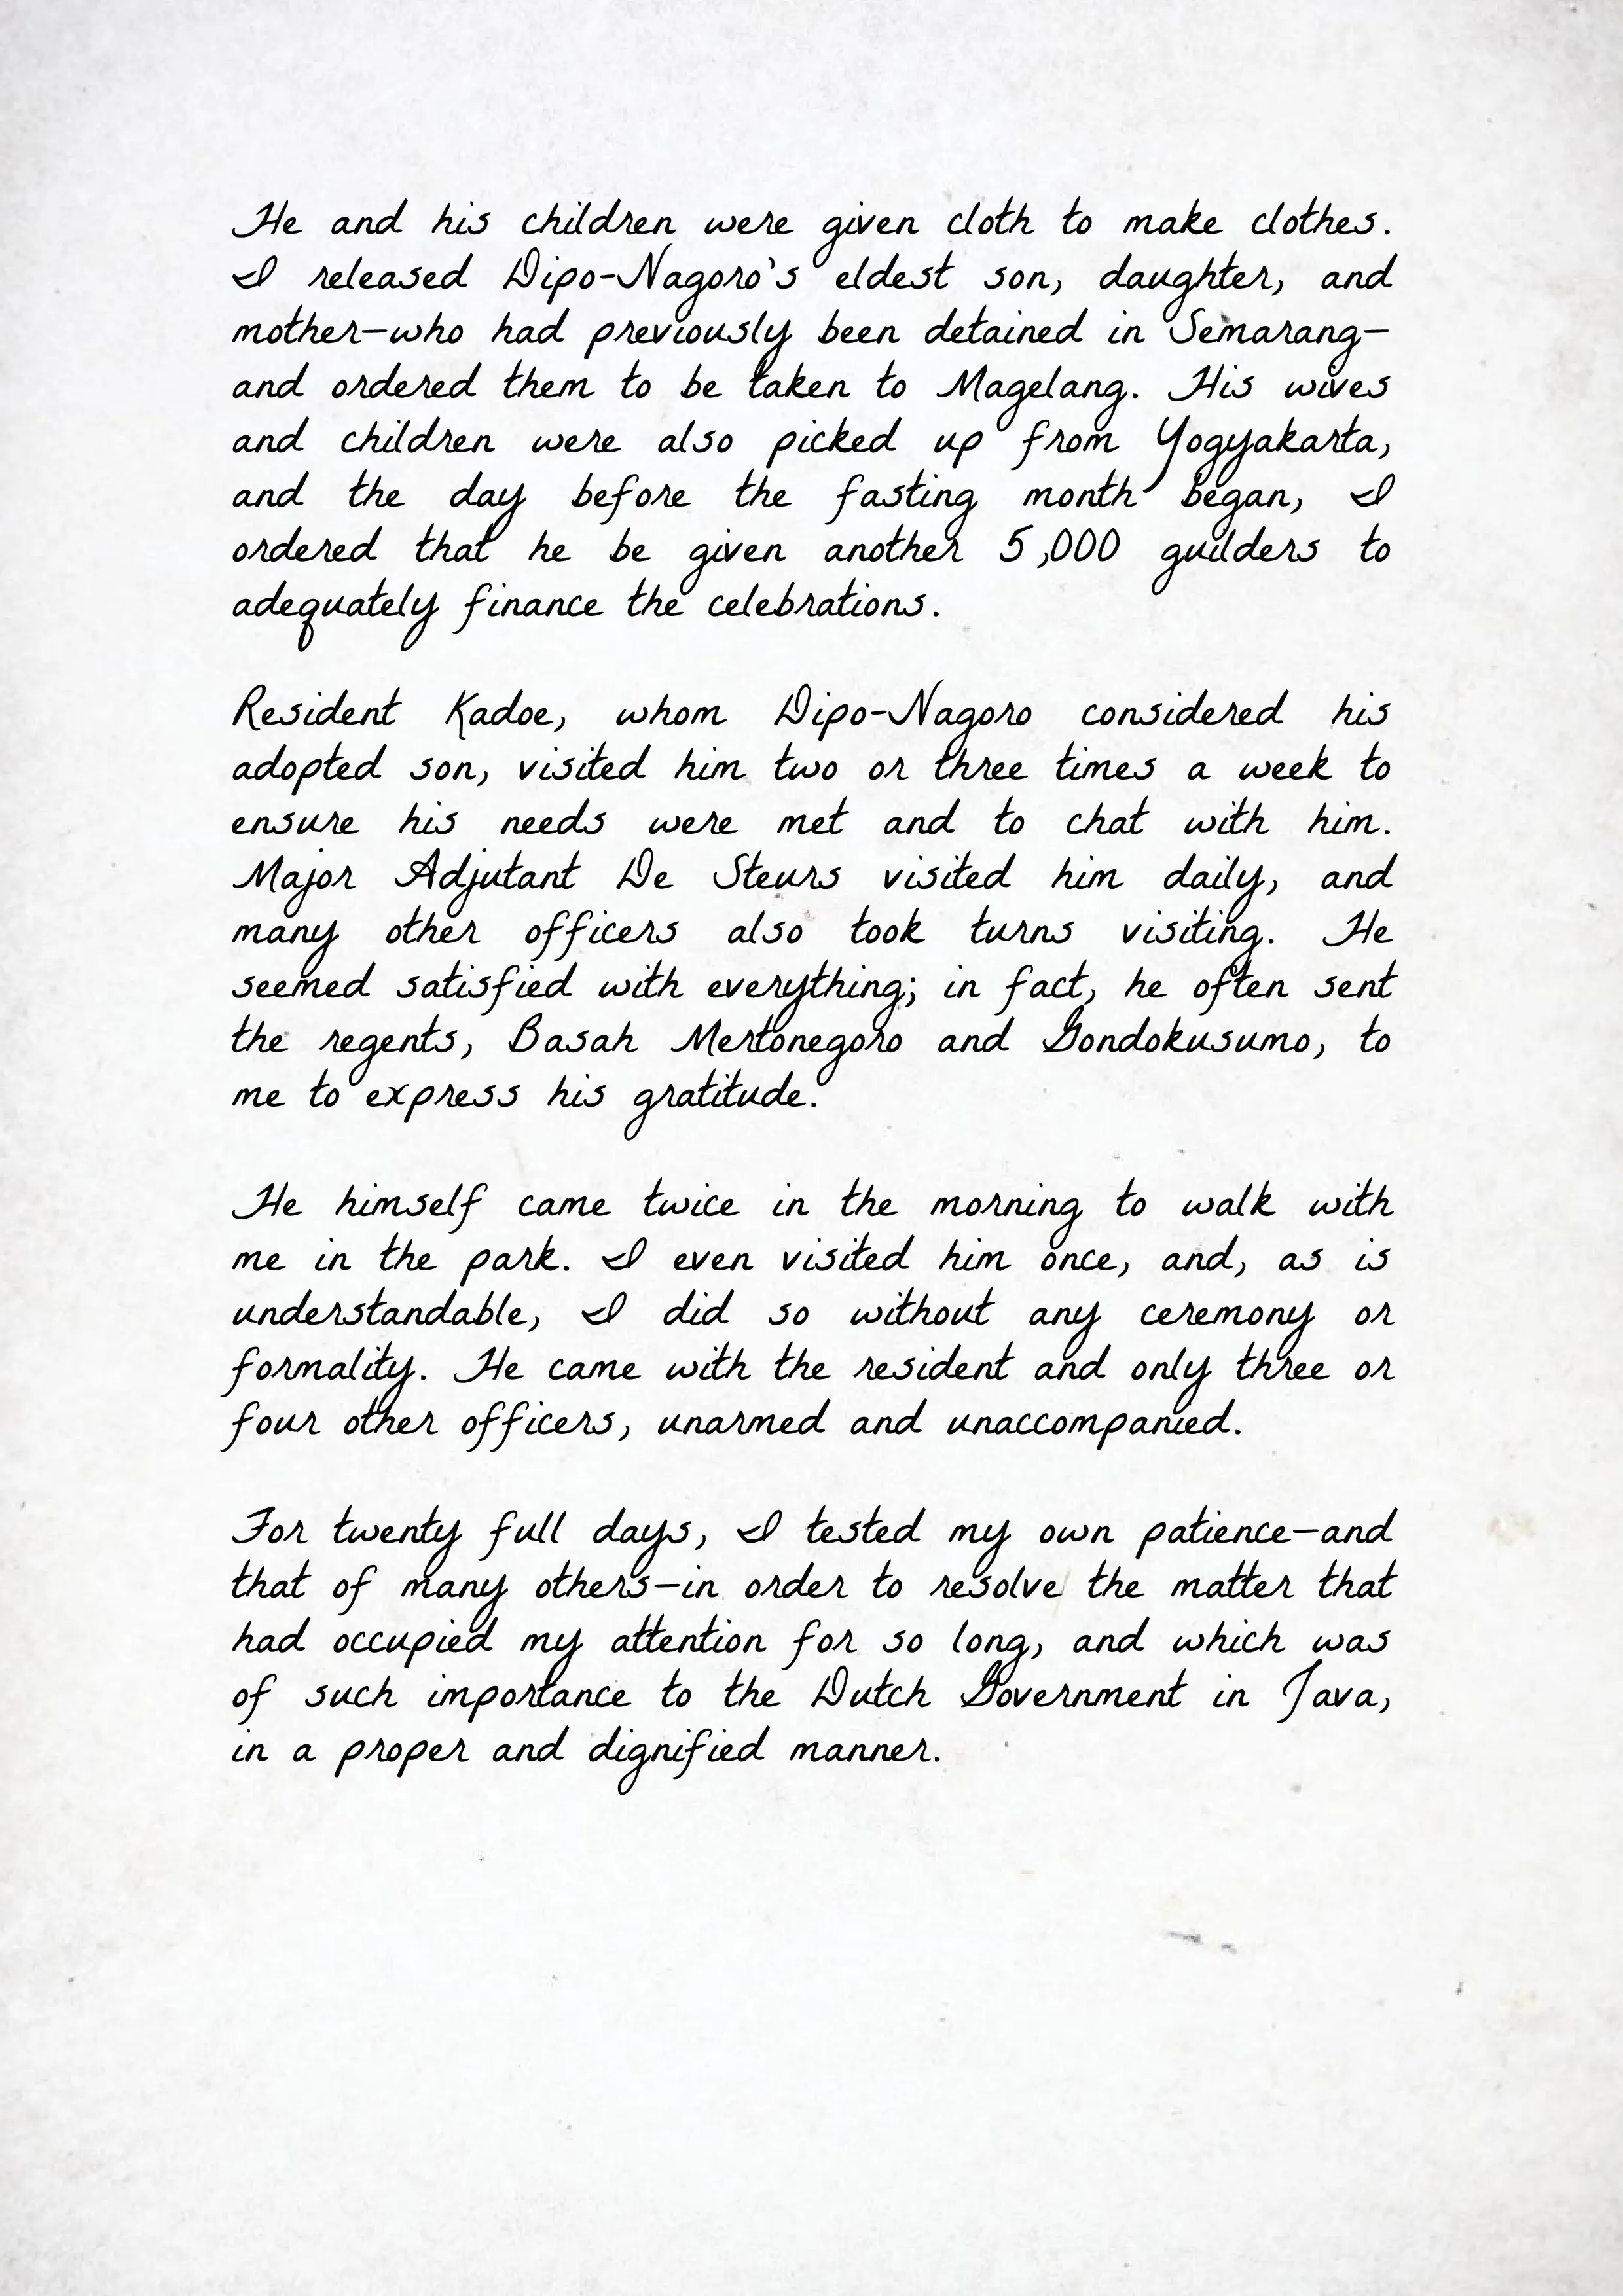 He and his children were given cloth to make clothes.
I released Dipo-Nagoro's eldest son, daughter, and
mother—who had previously been detained in Semarang—
and ordered them to be taken to Magelang. His wives
and children were also picked up from Yogyakarta,
and the day before the fasting month began, I
ordered that he be given another 5,000 guilders to
adequately finance the celebrations.
Resident Kadoe, whom Dipo-Nagoro considered his
adopted son, visited him two or three times a week to
ensure his needs were met and to chat with him.
Major Adjutant De Steurs visited him daily, and
many other officers also took turns visiting. He
seemed satisfied with everything; in fact, he often sent
the regents, Basah Mertonegoro and Gondokusumo, to
me to express his gratitude.
He himself came twice in the morning to walk with
me in the park. I even visited him once, and, as is
understandable, I did so without any ceremony or
formality. He came with the resident and only three or
four other officers, unarmed and unaccompanied.
For twenty full days, I tested my own patience—and
that of many others—in order to resolve the matter that
had occupied my attention for so long, and which was
of such importance to the Dutch Government in Java,
in a proper and dignified manner.